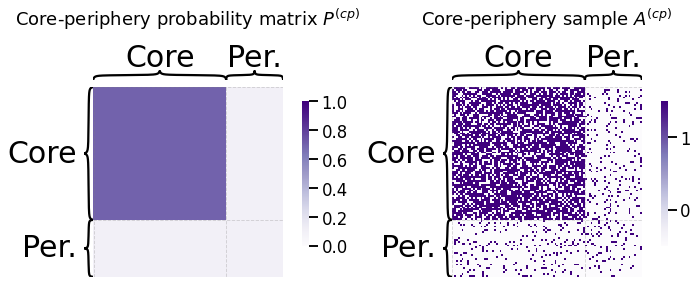 Core-periphery probability matrix P^(cp)
Core Per.
Core
Per.
1.0
0.8
0.6
0.4
0.2
0.0
Core-periphery sample A^(cp)
Core Per.
Core
Per.
1
0